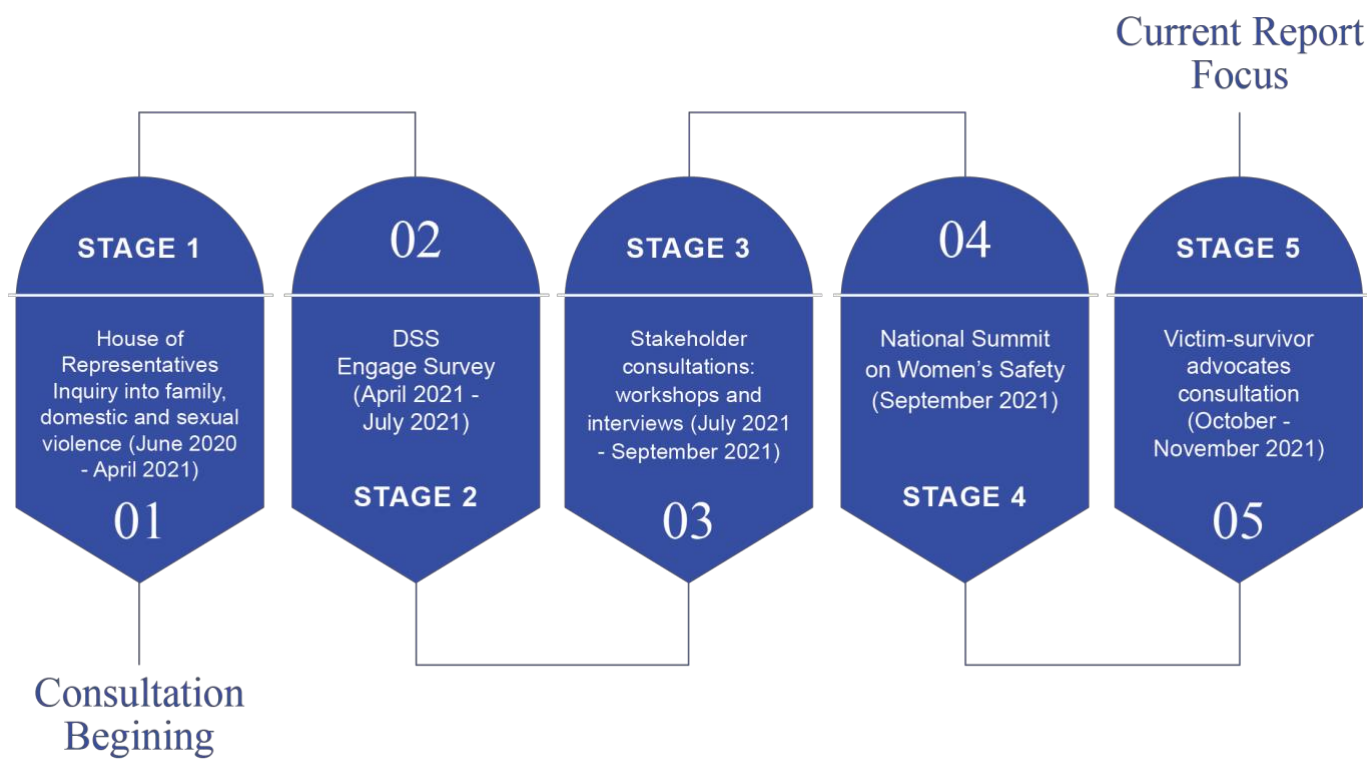 Current Report
Focus
STAGE 1
House of
Representatives
Inquiry into family,
domestic and sexual
violence (June 2020
- April 2021)
01
Consultation
Begining
02
DSS
Engage Survey
(April 2021 -
July 2021)
STAGE 2
STAGE 3
Stakeholder
consultations:
workshops and
interviews (July 2021
- September 2021)
03
04
National Summit
on Women’s Safety
(September 2021)
STAGE 4
STAGE 5
Victim-survivor
advocates
consultation
(October -
November 2021)
05